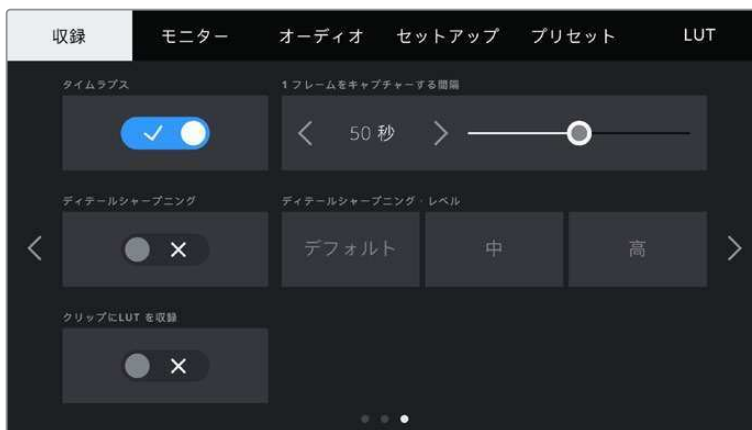 収録 モニター オーディオ セットアップ プリセット LUT
タイムラプス 1フレームをキャプチャーする間隔
50 秒
ディテールシャープニング ディテールシャープニング・レベル
デフォルト 中 高
クリップにLUT を収録